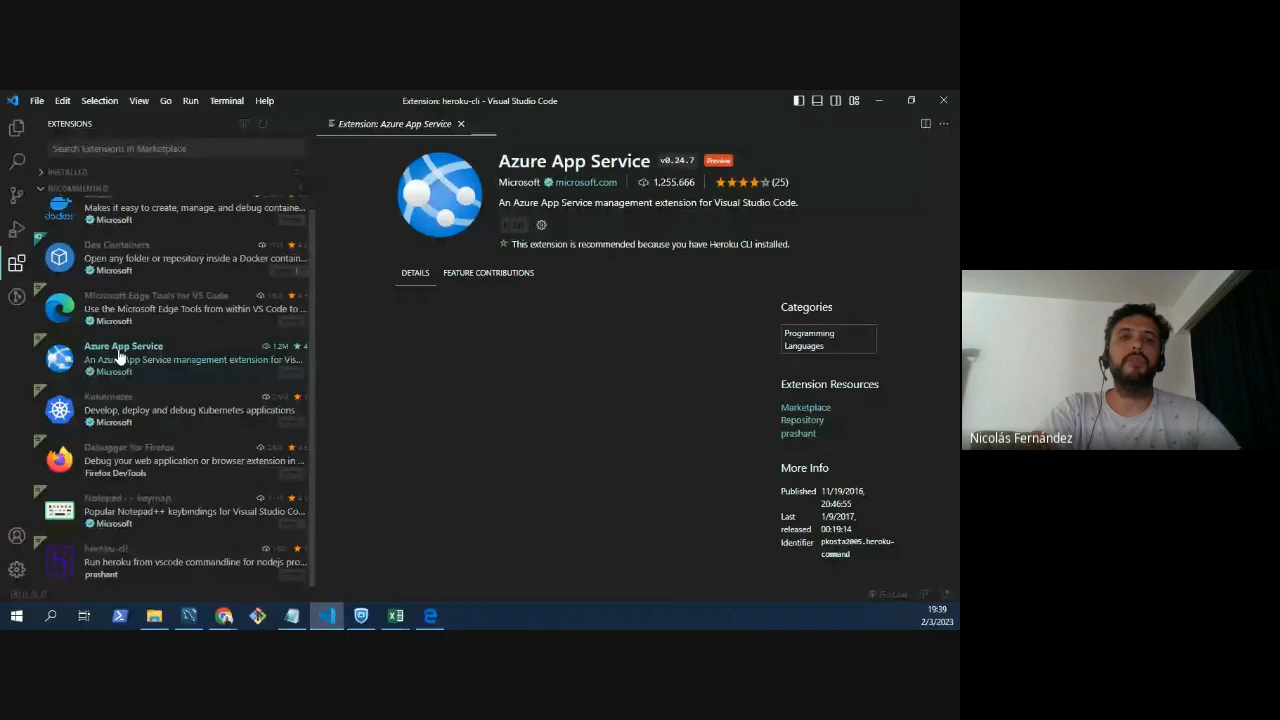 File Edit Selection View Go Run Terminal Help
Extension: heroku-cli - Visual Studio Code
EXTENSIONS
Search Extensions in Marketplace
INSTALLED
RECOMMENDED
docker
Makes it easy to create, manage, and debug containe...
Microsoft
Dev Containers
Open any folder or repository inside a Docker contain...
Microsoft
Microsoft Edge Tools for VS Code
Use the Microsoft Edge Tools from within VS Code to ...
Microsoft
Azure App Service 1.2M ★ 4
An Azure App Service management extension for Vis...
Microsoft
Kubernetes
Develop, deploy and debug Kubernetes applications
Microsoft
Debugger for Firefox
Debug your web application or browser extension in ...
Firefox DevTools
Notepad++ keymap
Popular Notepad++ keybindings for Visual Studio Co...
Microsoft
heroku-cli
Run heroku from vscode commandline for nodejs pro...
prashant
Extension: Azure App Service
Azure App Service v0.24.7 Preview
Microsoft microsoft.com 1,255,666 (25)
An Azure App Service management extension for Visual Studio Code.
This extension is recommended because you have Heroku CLI installed.
DETAILS FEATURE CONTRIBUTIONS
Categories
Programming
Languages
Extension Resources
Marketplace
Repository
prashant
More Info
Published 11/19/2016,
20:46:55
Last 1/9/2017,
released 00:19:14
Identifier pkosta2005.heroku-
command
19:39
2/3/2023
Nicolás Fernández